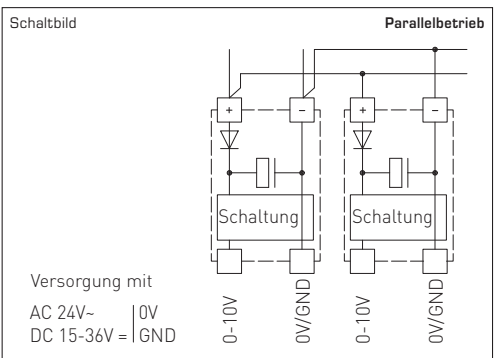 Schaltbild
Parallelbetrieb
+ – + –
Schaltung Schaltung
Versorgung mit
AC 24V~ 0V
DC 15-36V = GND
0-10V
0V/GND
0-10V
0V/GND